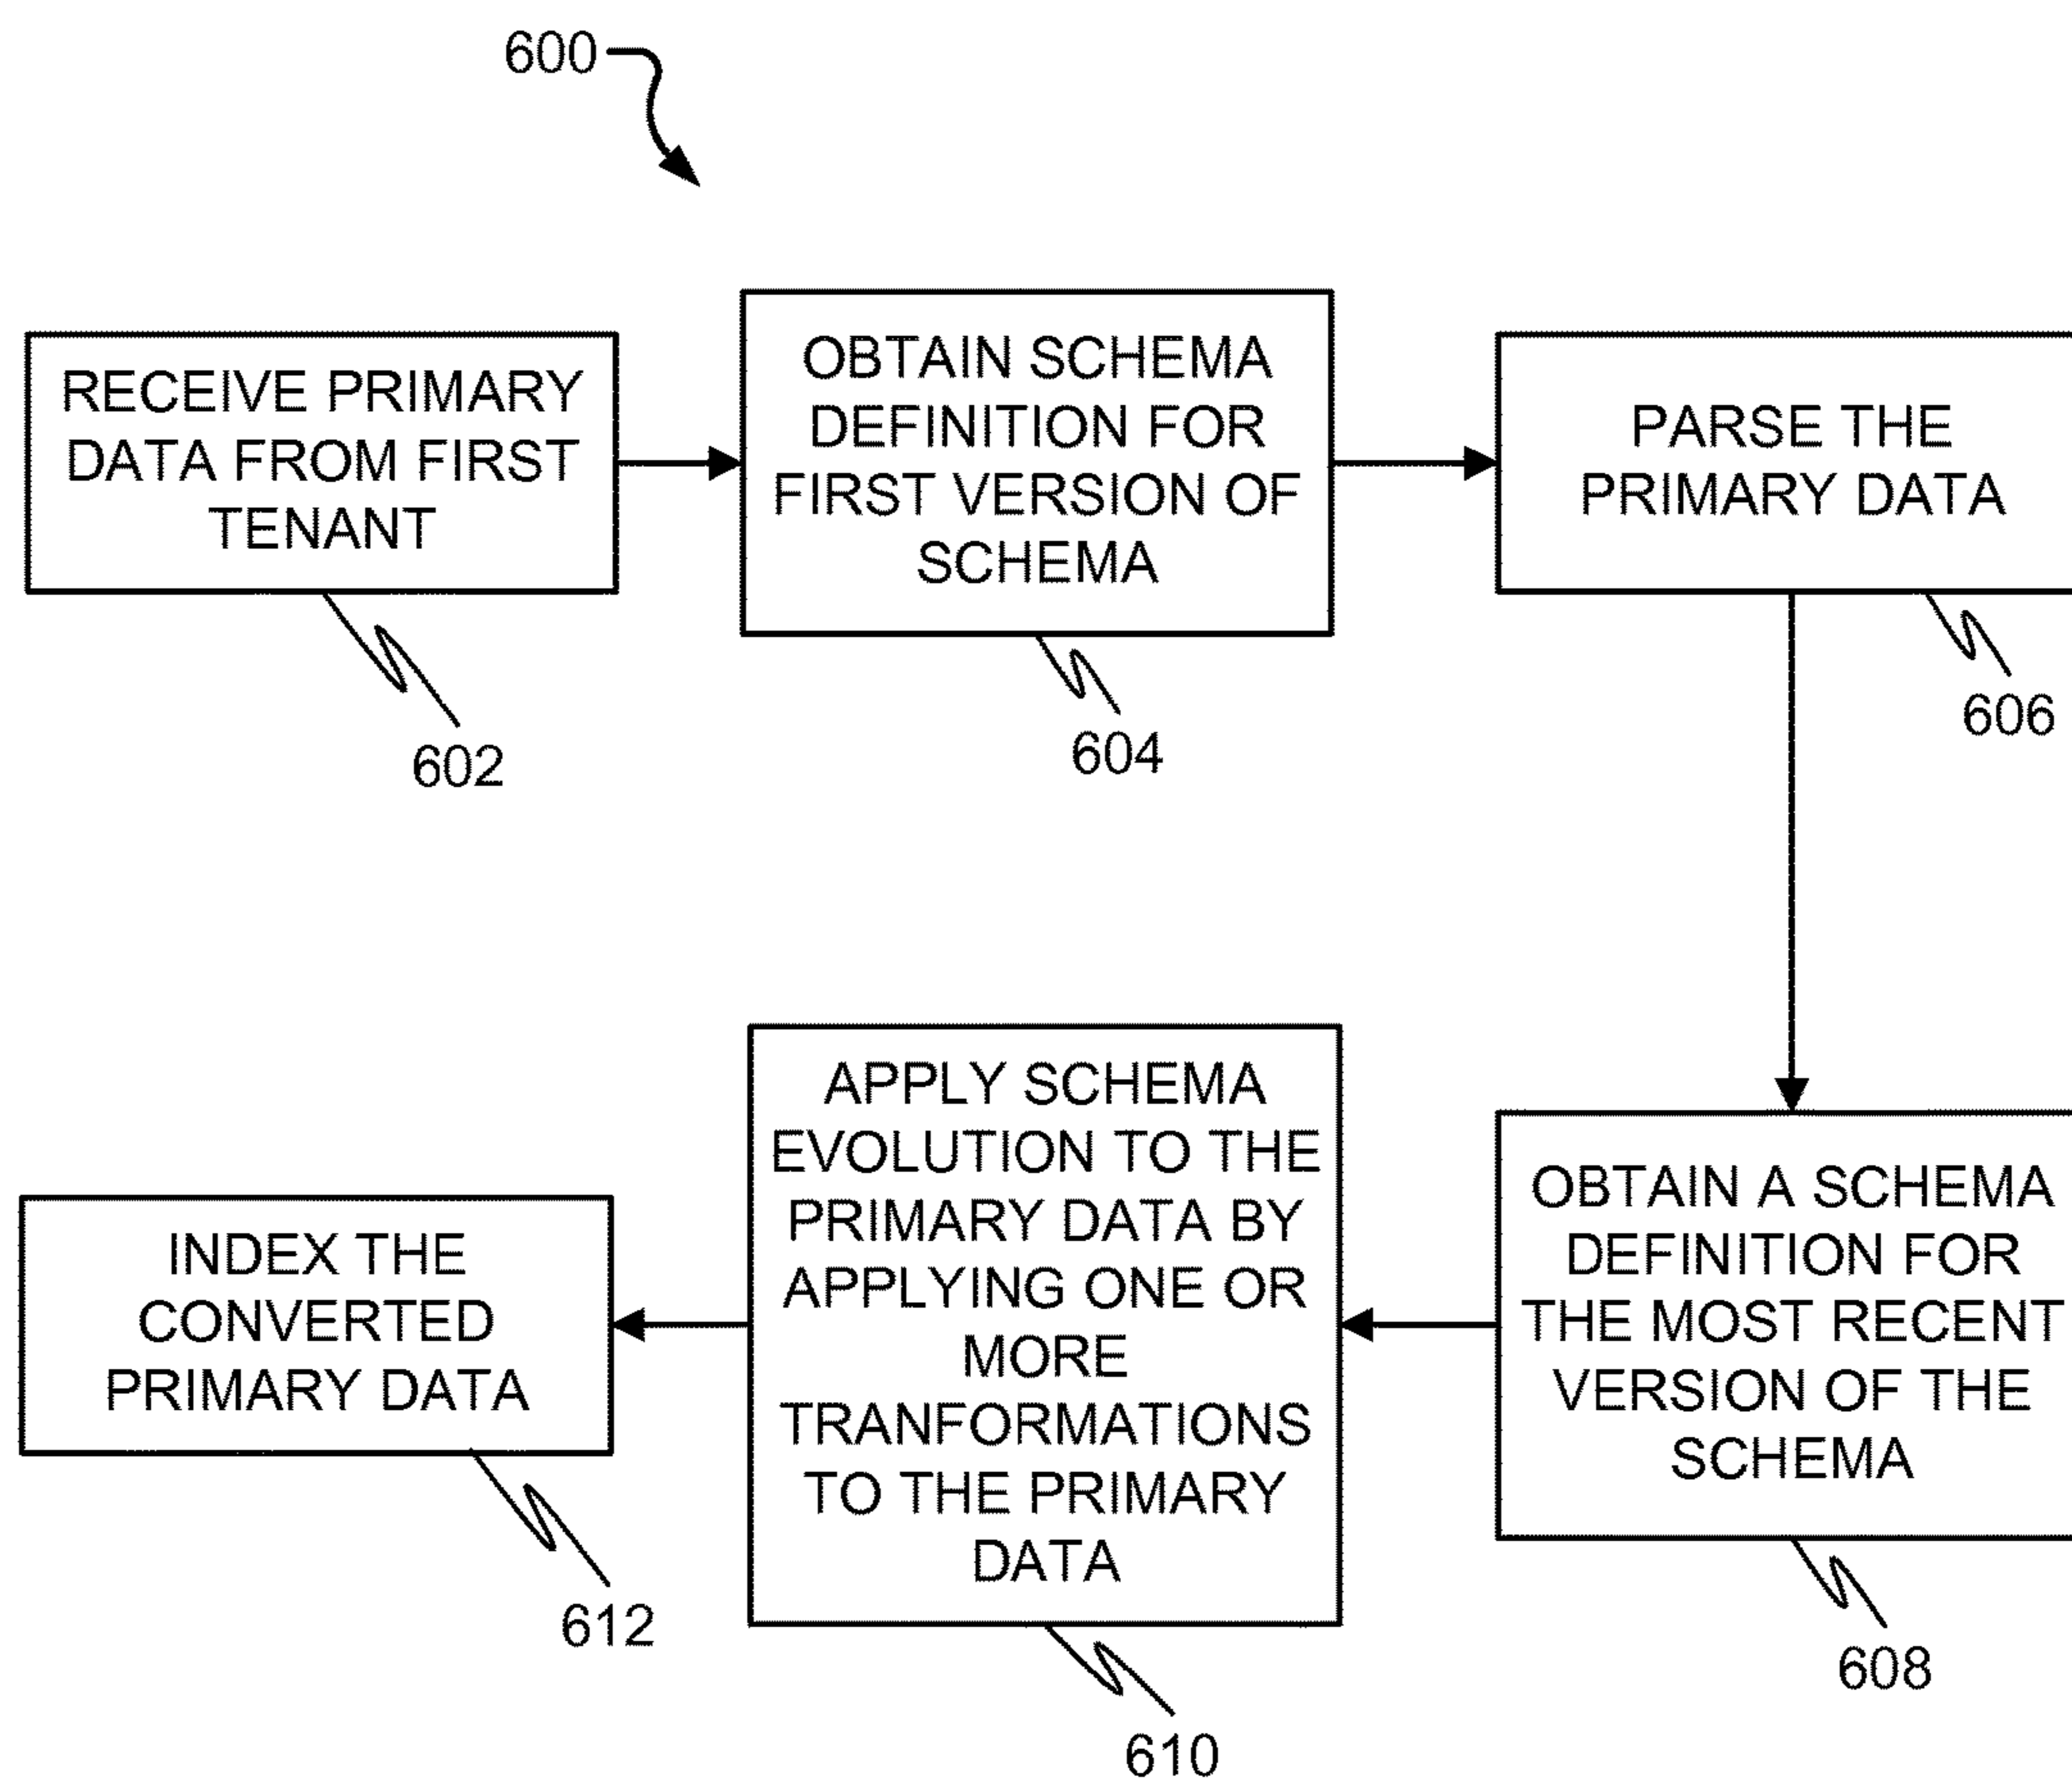 600
RECEIVE PRIMARY
DATA FROM FIRST
TENANT
602
OBTAIN SCHEMA
DEFINITION FOR
FIRST VERSION OF
SCHEMA
604
PARSE THE
PRIMARY DATA
606
OBTAIN A SCHEMA
DEFINITION FOR
THE MOST RECENT
VERSION OF THE
SCHEMA
608
APPLY SCHEMA
EVOLUTION TO THE
PRIMARY DATA BY
APPLYING ONE OR
MORE
TRANFORMATIONS
TO THE PRIMARY
DATA
610
INDEX THE
CONVERTED
PRIMARY DATA
612